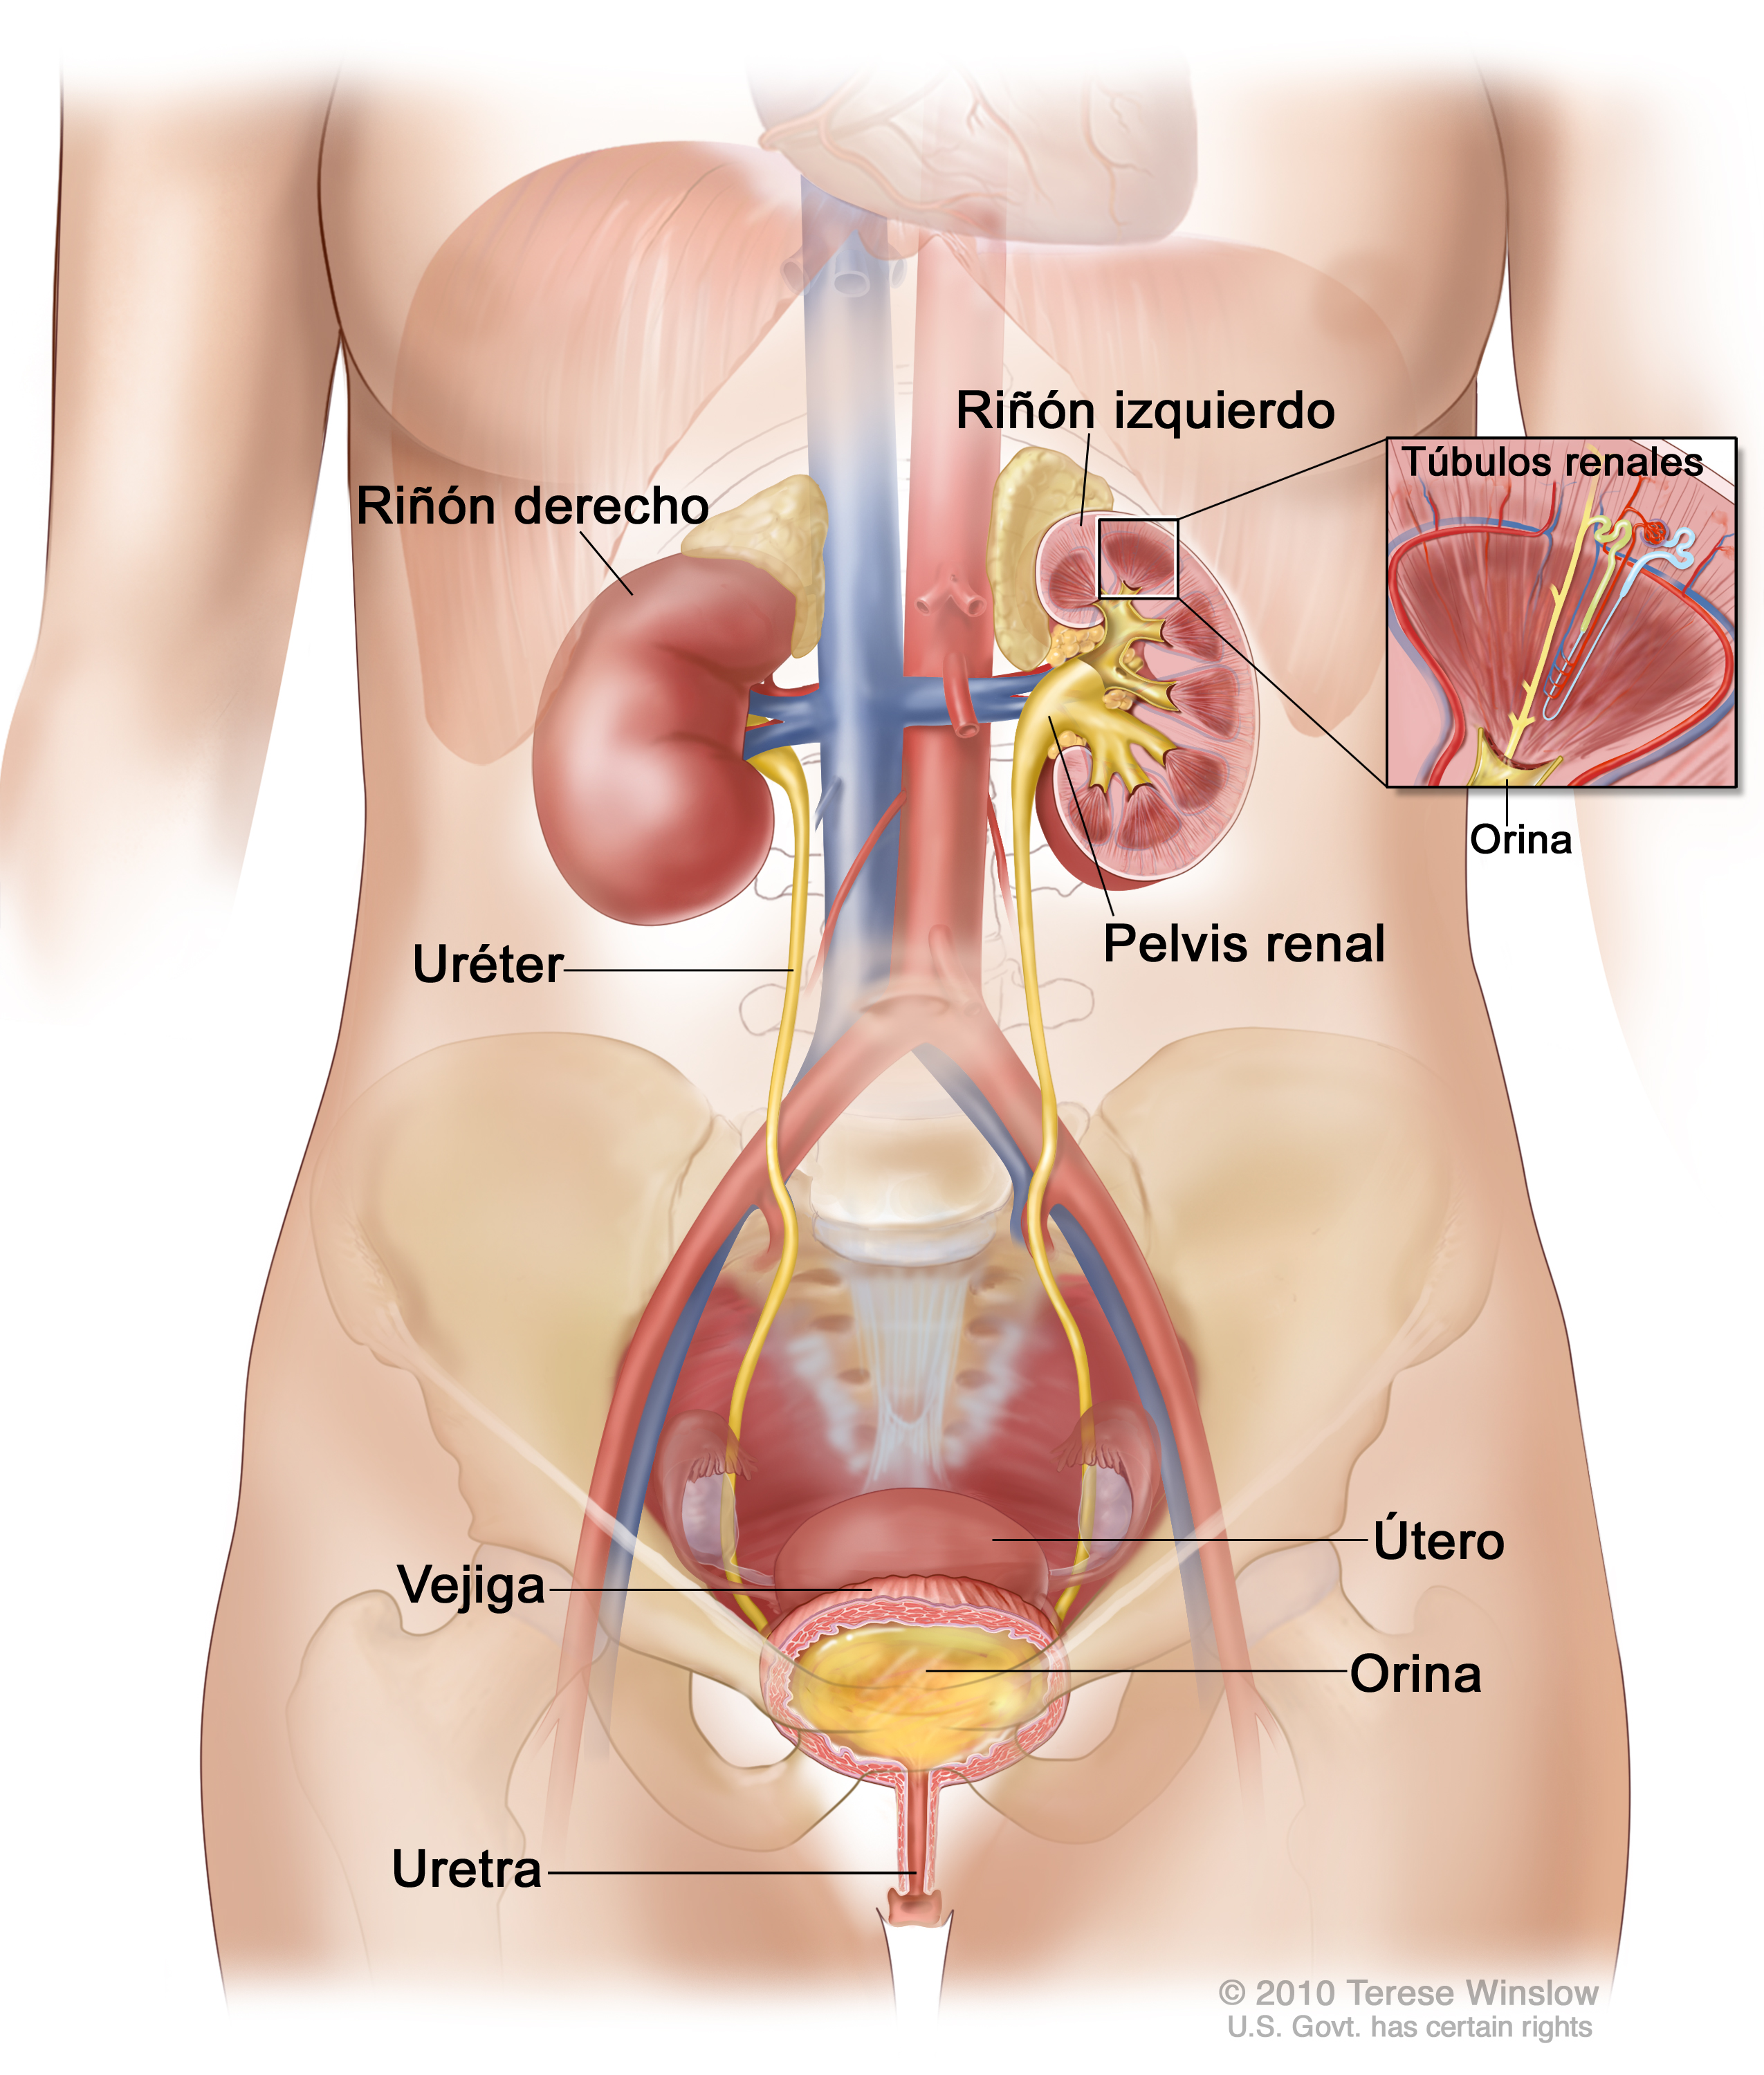 Riñón izquierdo
Túbulos renales
Riñón derecho
Orina
Pelvis renal
Uréter
Útero
Vejiga
Orina
Uretra
© 2010 Terese Winslow
U.S. Govt. has certain rights